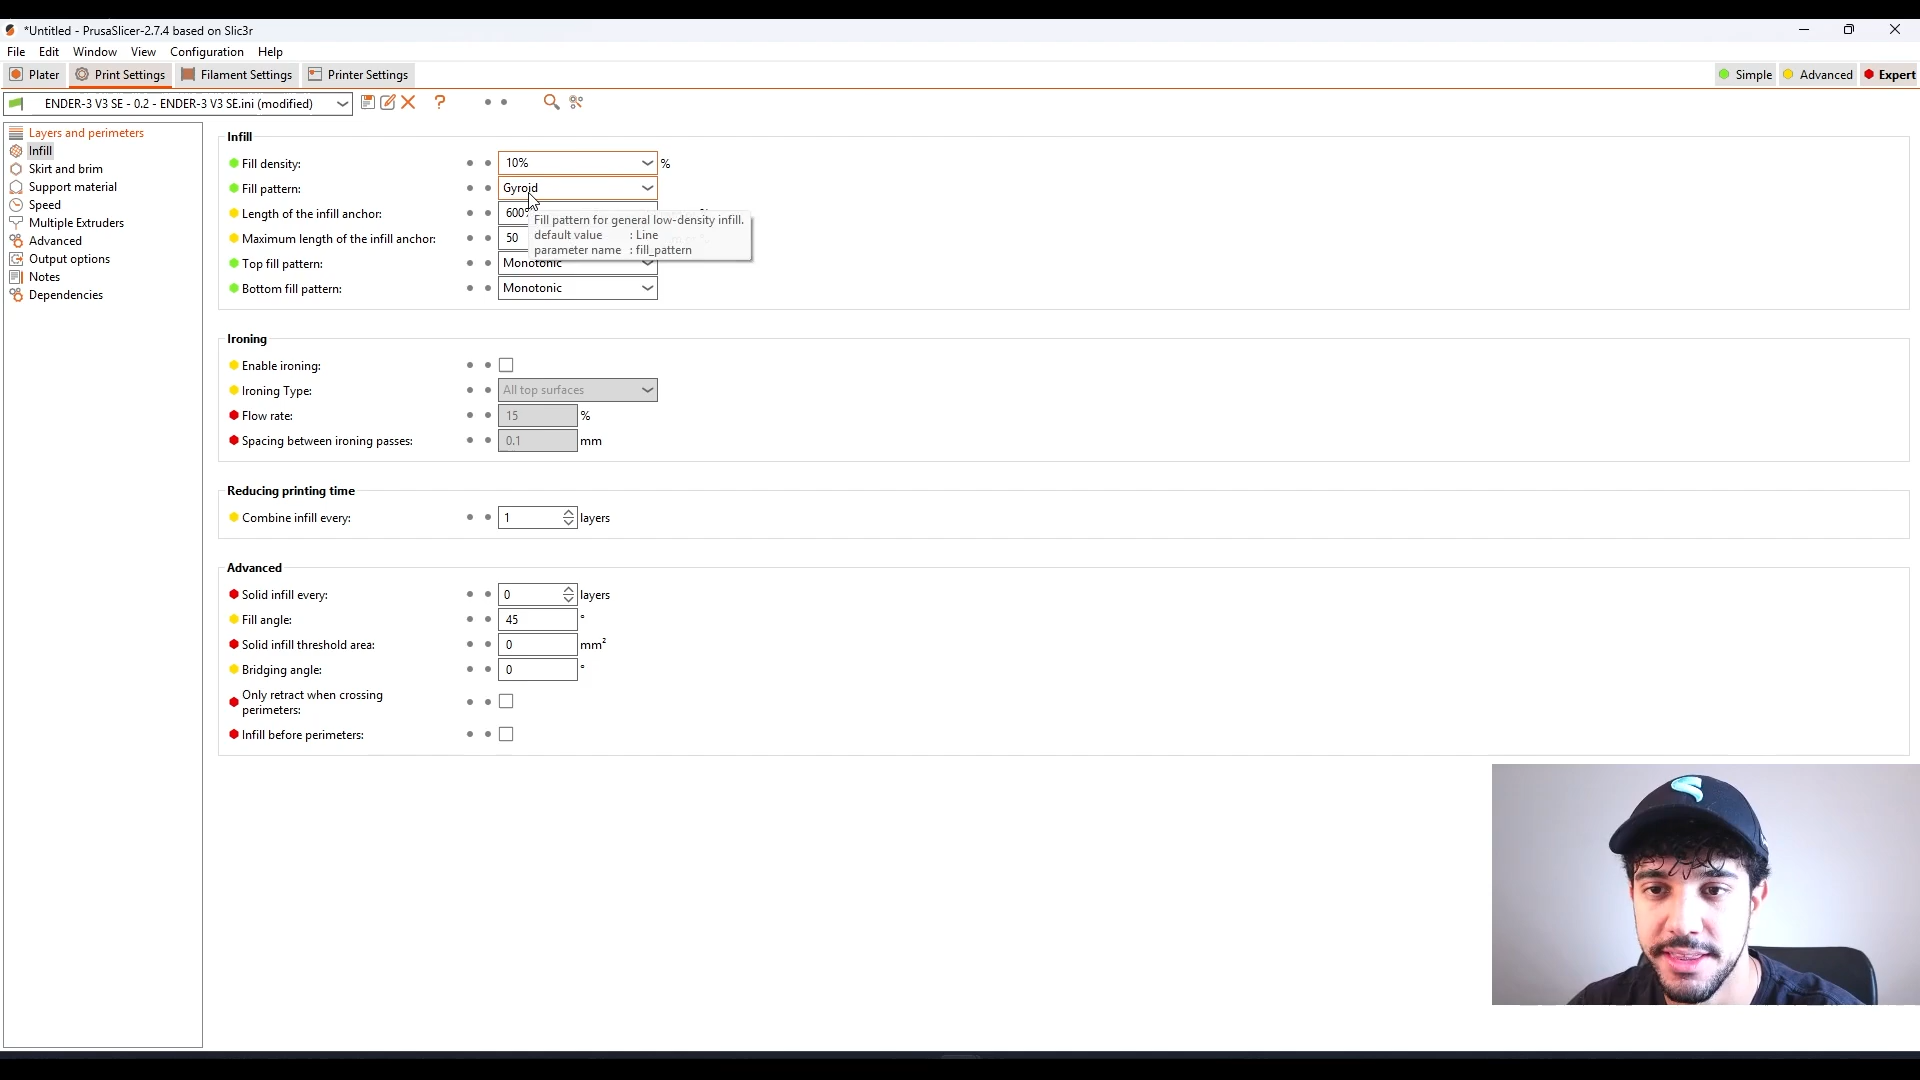 *Untitled - PrusaSlicer-2.7.4 based on Slic3r
File Edit Window View Configuration Help
Plater Print Settings Filament Settings Printer Settings Simple Advanced Expert
ENDER-3 V3 SE - 0.2 - ENDER-3 V3 SE.ini (modified)
Layers and perimeters
Infill
Skirt and brim
Support material
Speed
Multiple Extruders
Advanced
Output options
Notes
Dependencies
Infill
Fill density: 10% %
Fill pattern: Gyroid
Length of the infill anchor: 600%
Fill pattern for general low-density infill.
default value : Line
parameter name : fill_pattern
Maximum length of the infill anchor: 50
Top fill pattern: Monotonic
Bottom fill pattern: Monotonic
Ironing
Enable ironing:
Ironing Type: All top surfaces
Flow rate: 15 %
Spacing between ironing passes: 0.1 mm
Reducing printing time
Combine infill every: 1 layers
Advanced
Solid infill every: 0 layers
Fill angle: 45 °
Solid infill threshold area: 0 mm²
Bridging angle: 0 °
Only retract when crossing
perimeters:
Infill before perimeters: